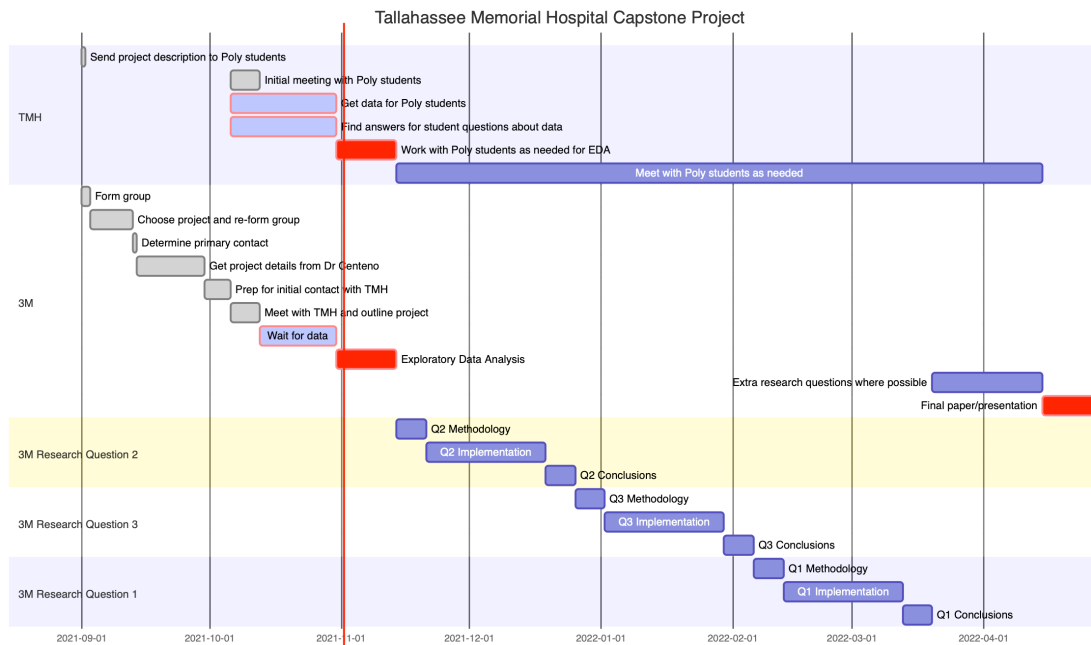 Tallahassee Memorial Hospital Capstone Project
TMH
Send project description to Poly students
Initial meeting with Poly students
Get data for Poly students
Find answers for student questions about data
Work with Poly students as needed for EDA
Meet with Poly students as needed
3M
Form group
Choose project and re-form group
Determine primary contact
Get project details from Dr Centeno
Prep for initial contact with TMH
Meet with TMH and outline project
Wait for data
Exploratory Data Analysis
Extra research questions where possible
Final paper/presentation
3M Research Question 2
Q2 Methodology
Q2 Implementation
Q2 Conclusions
3M Research Question 3
Q3 Methodology
Q3 Implementation
Q3 Conclusions
3M Research Question 1
Q1 Methodology
Q1 Implementation
Q1 Conclusions
2021-09-01
2021-10-01
2021-11-01
2021-12-01
2022-01-01
2022-02-01
2022-03-01
2022-04-01